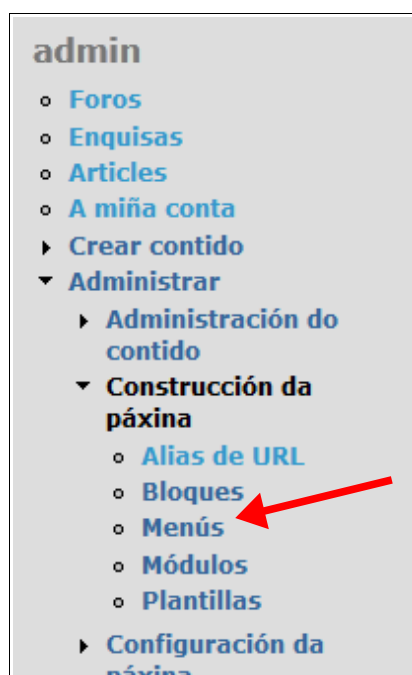 admin
Foros
Enquisas
Articles
A miña conta
Crear contido
Administrar
Administración do
contido
Construcción da
páxina
Alias de URL
Bloques
Menús
Módulos
Plantillas
Configuración da
páxina